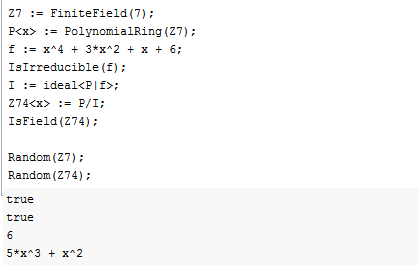 Z7 := FiniteField(7);
P<x> := PolynomialRing(Z7);
f := x^4 + 3*x^2 + x + 6;
IsIrreducible(f);
I := ideal<P|f>;
Z74<x> := P/I;
IsField(Z74);
Random(Z7);
Random(Z74);
true
true
6
5*x^3 + x^2